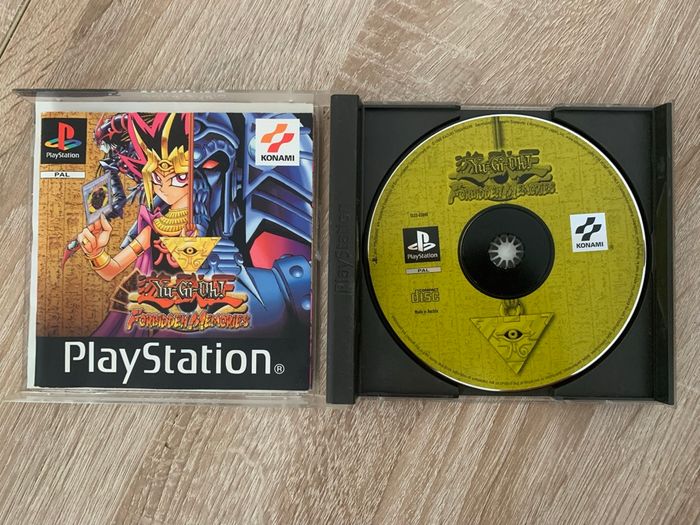 PlayStation
PAL
KONAMI
Yu-Gi-Oh!
FORBIDDEN MEMORIES
PlayStation®
PlayStation
Yu-Gi-Oh!
FORBIDDEN MEMORIES
PlayStation
PAL
KONAMI
COMPACT
disc
Made in Austria